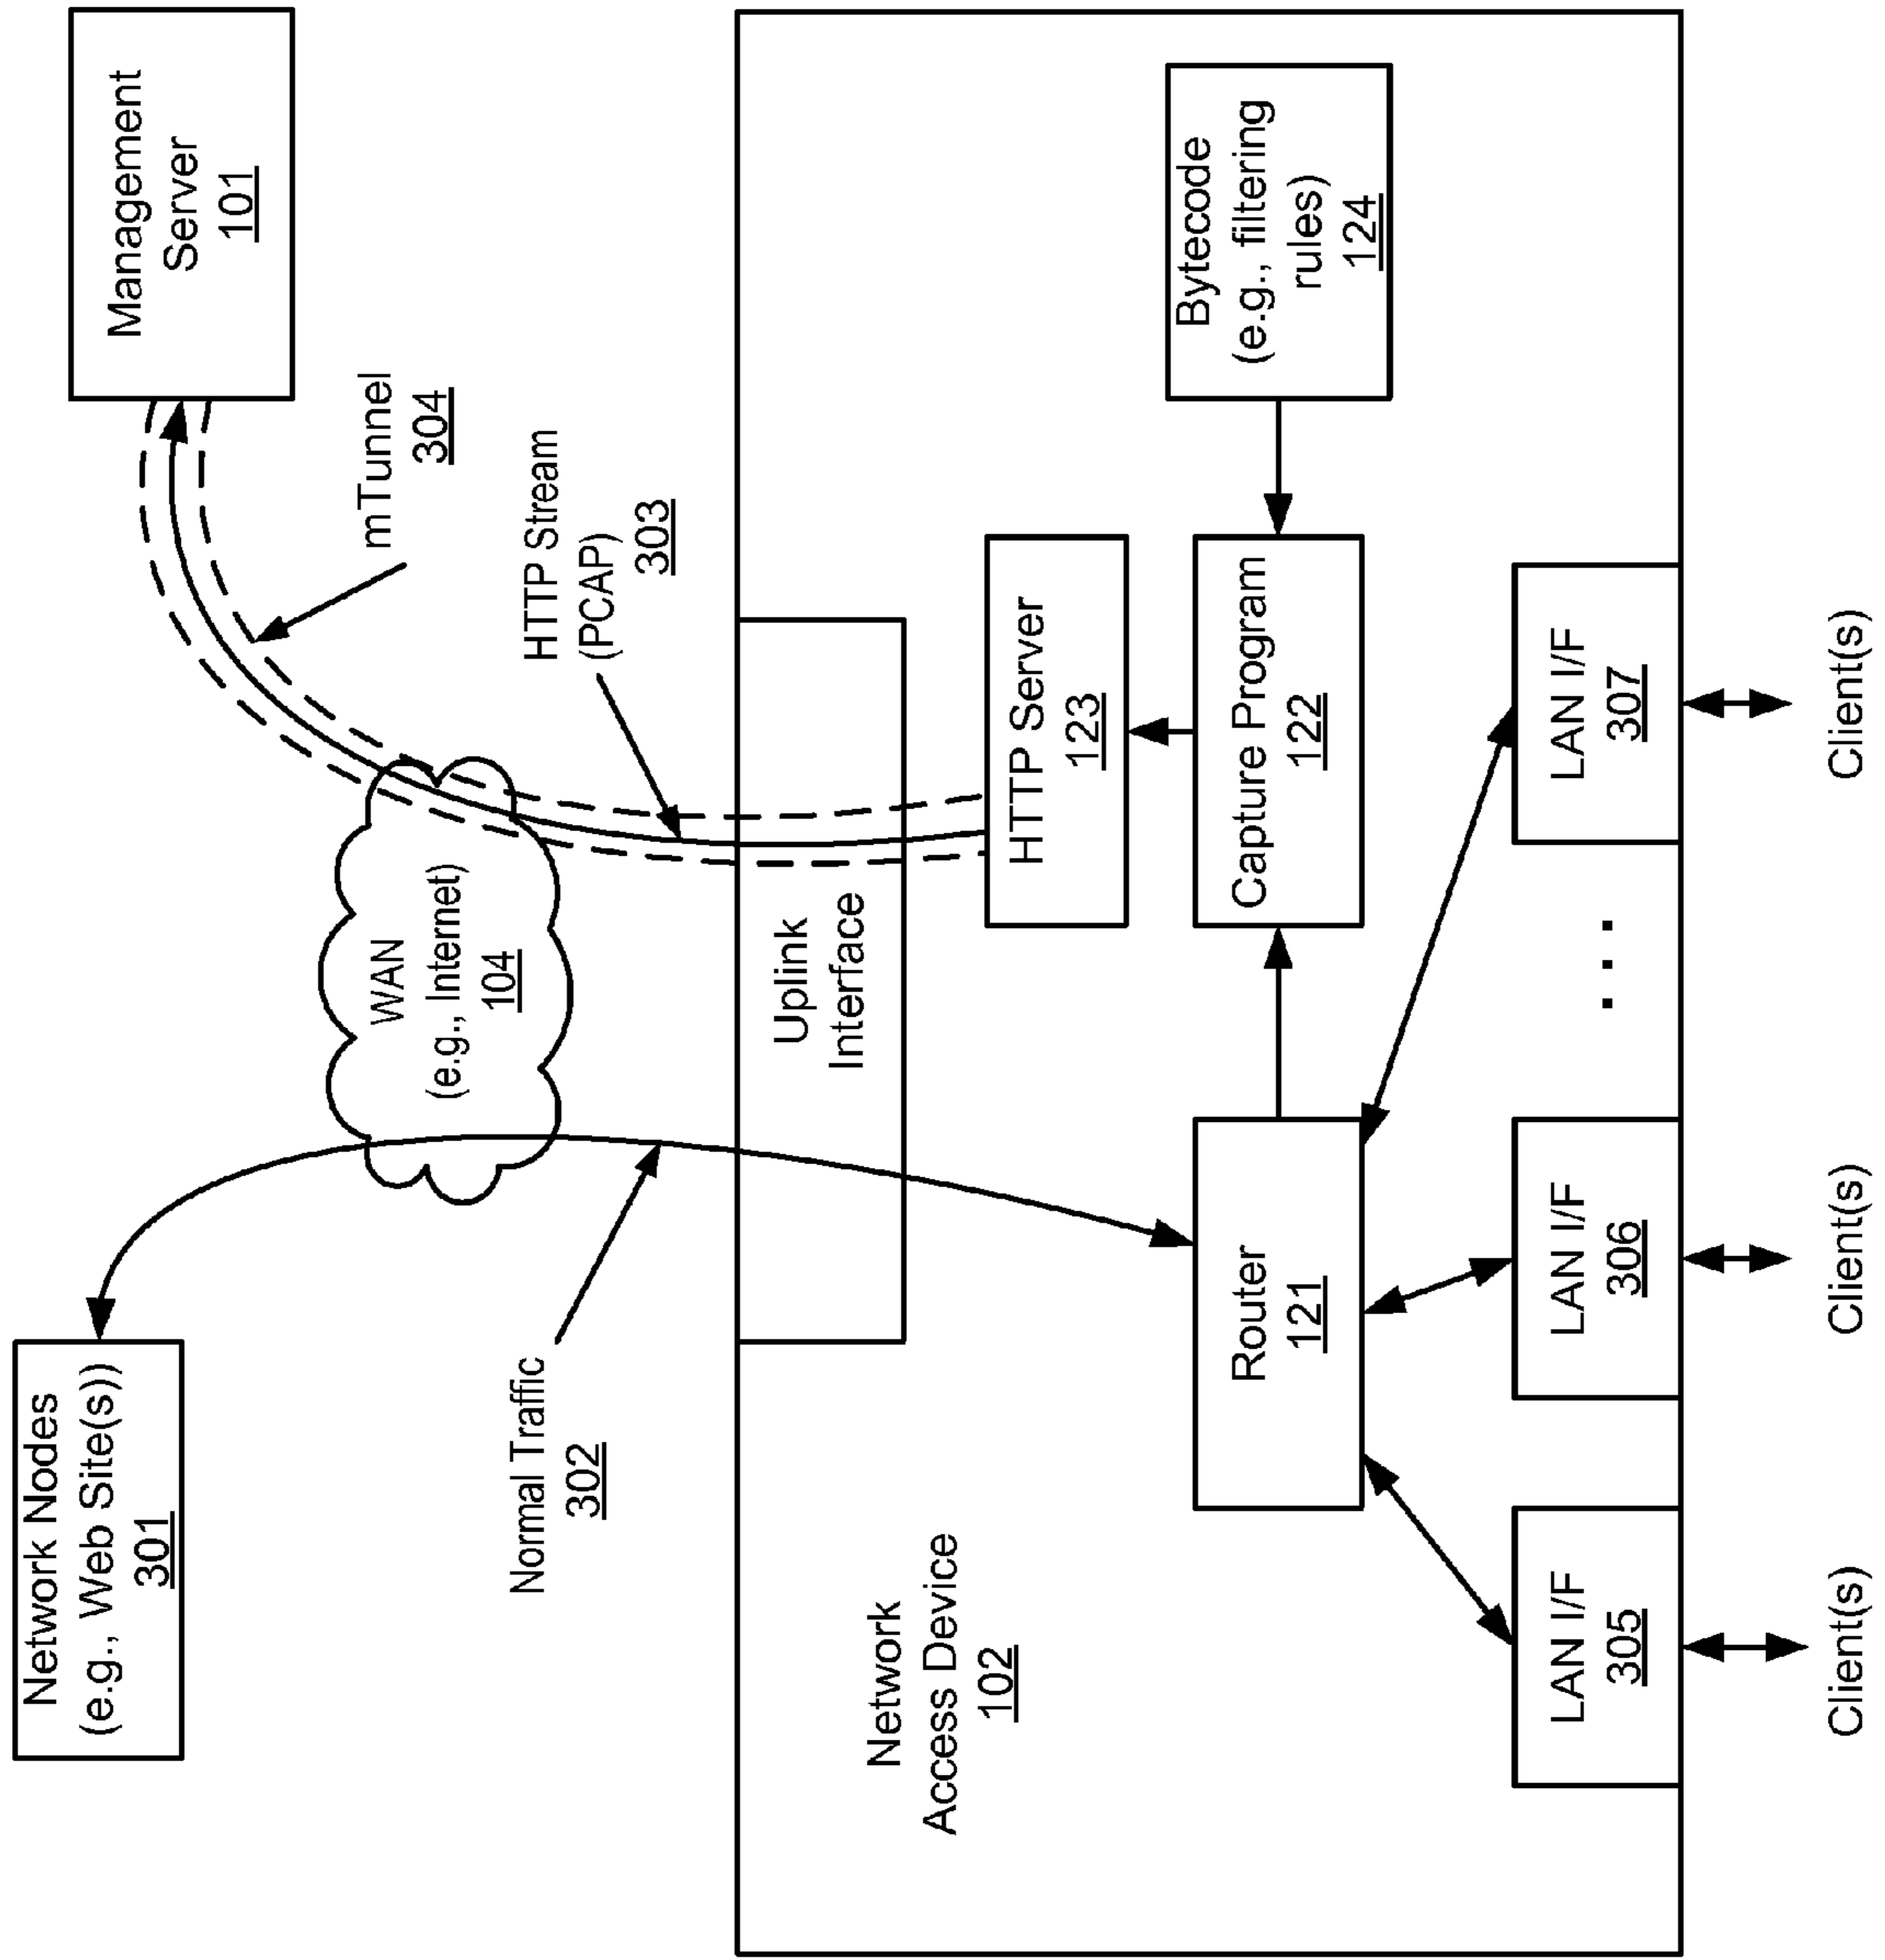 Network Nodes
(e.g., Web Site(s))
301
Management
Server
101
WAN
(e.g., Internet)
104
mTunnel
304
Normal Traffic
302
HTTP Stream
(PCAP)
303
Network
Access Device
102
Uplink
Interface
HTTP Server
123
Router
121
Capture Program
122
Bytecode
(e.g., filtering
rules)
124
LAN I/F
305
LAN I/F
306
. . .
LAN I/F
307
Client(s)
Client(s)
Client(s)